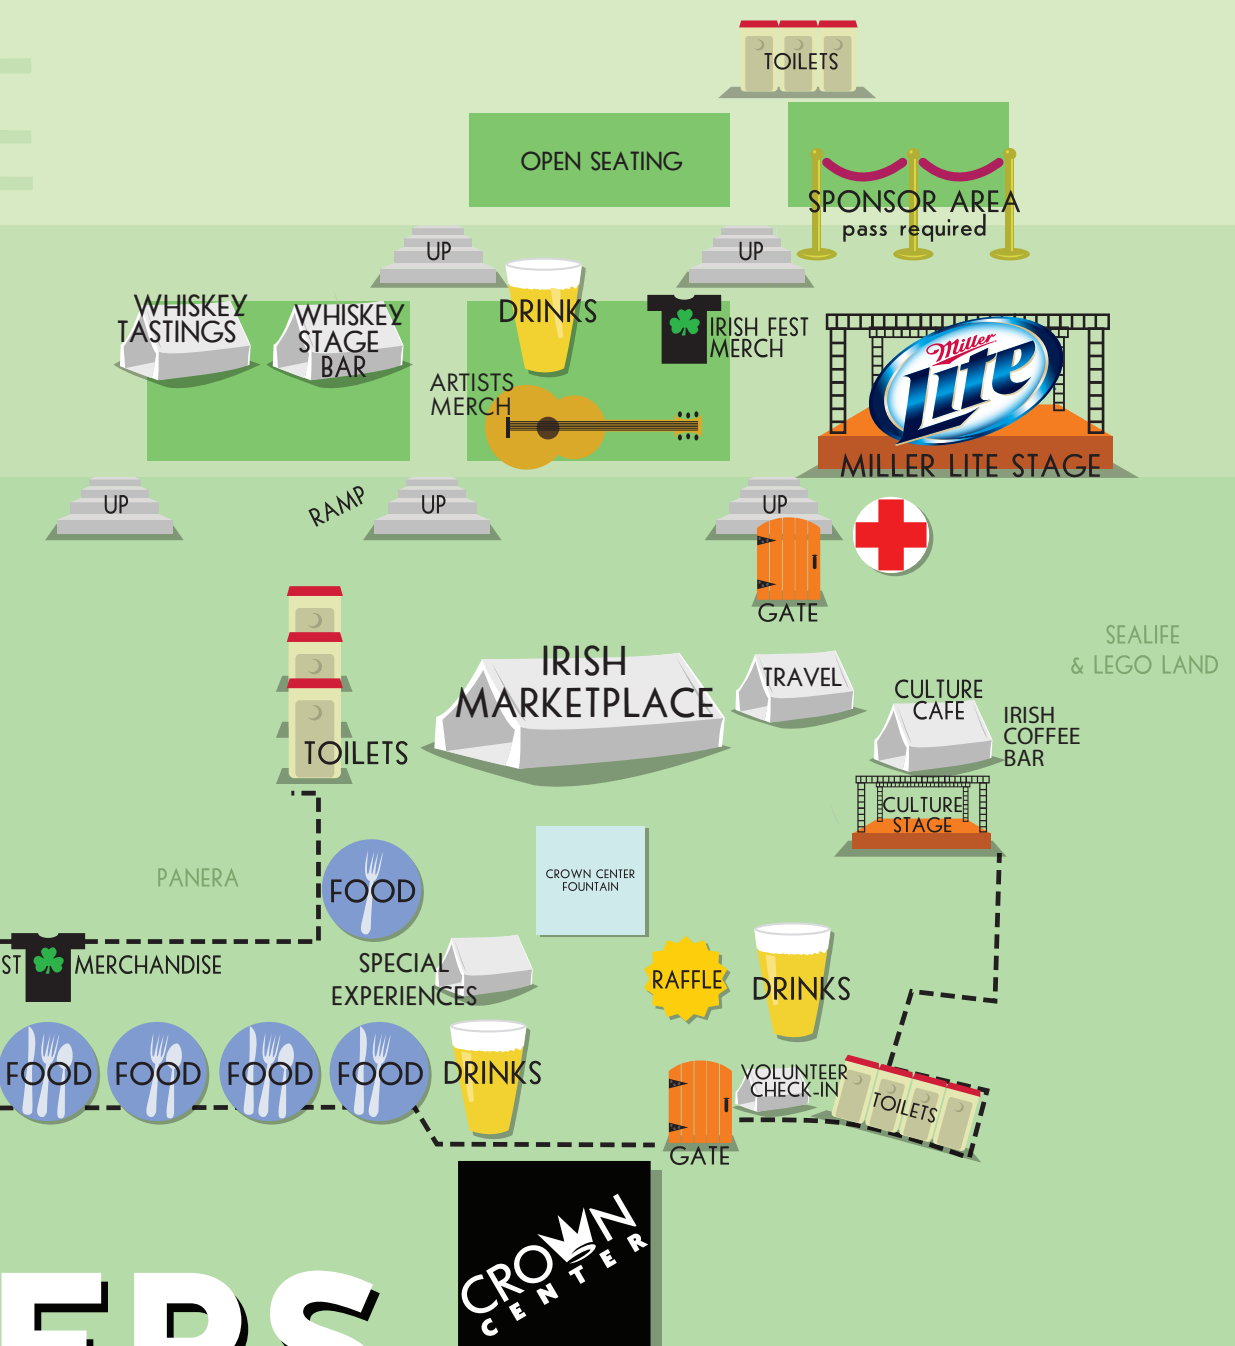 TOILETS
OPEN SEATING
SPONSOR AREA
pass required
UP
UP
WHISKEY
TASTINGS
WHISKEY
STAGE
BAR
DRINKS
IRISH FEST
MERCH
ARTISTS
MERCH
Miller
Lite
MILLER LITE STAGE
UP
RAMP
UP
UP
GATE
SEALIFE
& LEGO LAND
IRISH
MARKETPLACE
TRAVEL
CULTURE
CAFE
IRISH
COFFEE
BAR
TOILETS
CULTURE
STAGE
PANERA
FOOD
CROWN CENTER
FOUNTAIN
ST MERCHANDISE
SPECIAL
EXPERIENCES
RAFFLE
DRINKS
FOOD
FOOD
FOOD
FOOD
DRINKS
VOLUNTEER
CHECK-IN
TOILETS
GATE
CROWN
CENTER
ERS